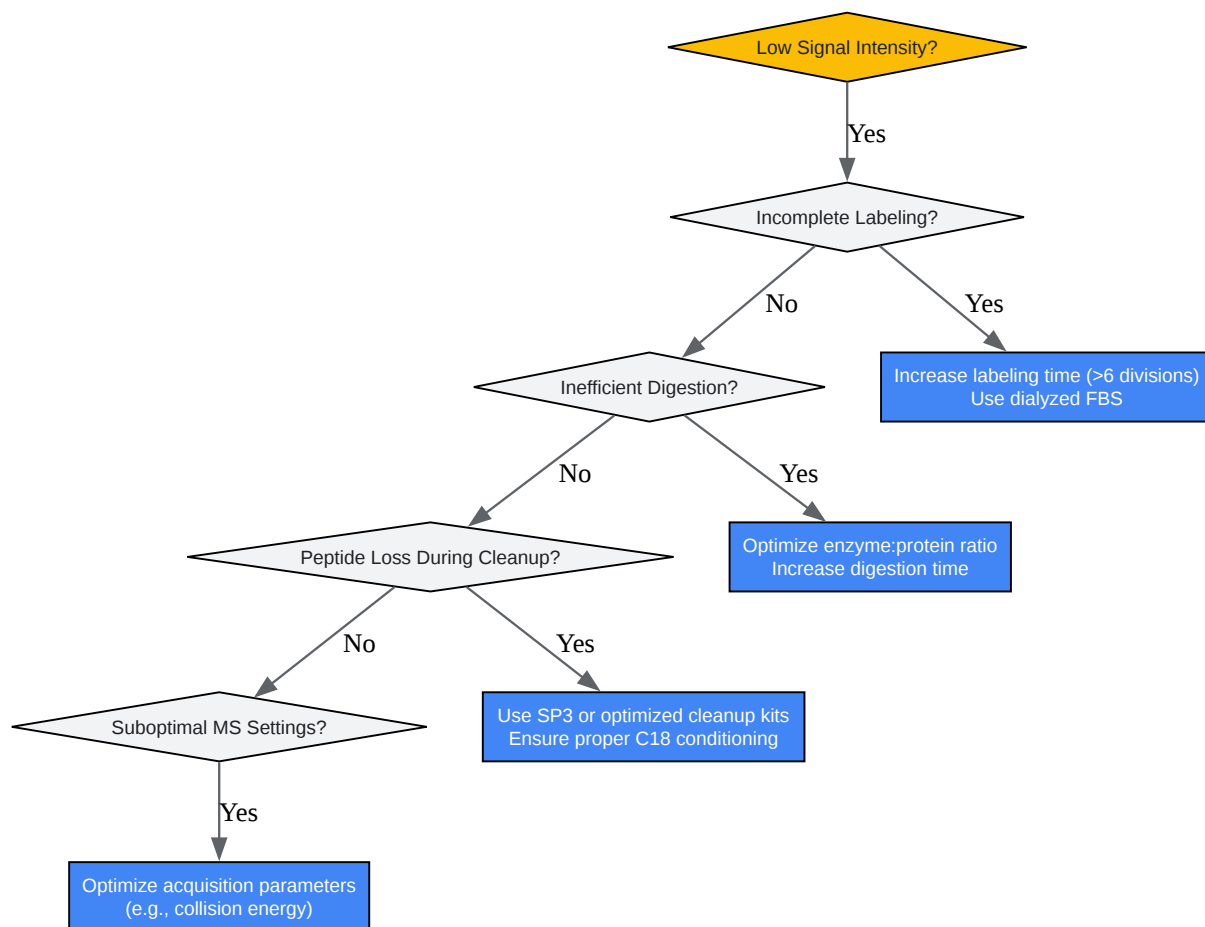 Low Signal Intensity?
Yes
Incomplete Labeling?
No
Yes
Inefficient Digestion?
Increase labeling time (>6 divisions)
Use dialyzed FBS
No
Yes
Peptide Loss During Cleanup?
Optimize enzyme:protein ratio
Increase digestion time
No
Yes
Suboptimal MS Settings?
Use SP3 or optimized cleanup kits
Ensure proper C18 conditioning
Yes
Optimize acquisition parameters
(e.g., collision energy)